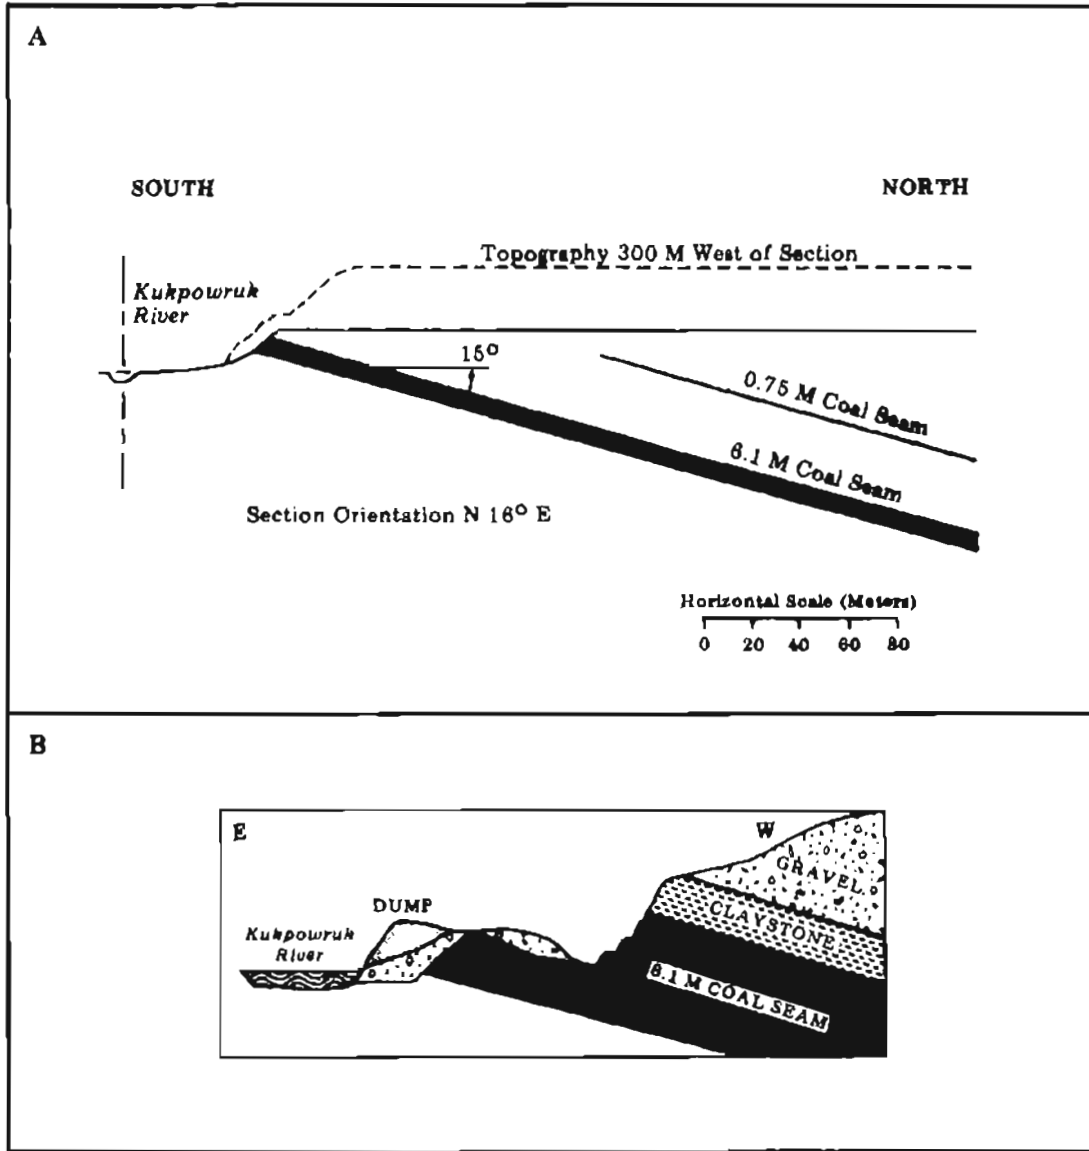 A
SOUTH
NORTH
Topography 300 M West of Section
Kukpowruk
River
15°
0.75 M Coal Seam
6.1 M Coal Seam
Section Orientation N 16° E
Horizontal Scale (Meters)
0 20 40 60 80
B
E
W
GRAVEL
DUMP
CLAYSTONE
Kukpowruk
River
6.1 M COAL SEAM